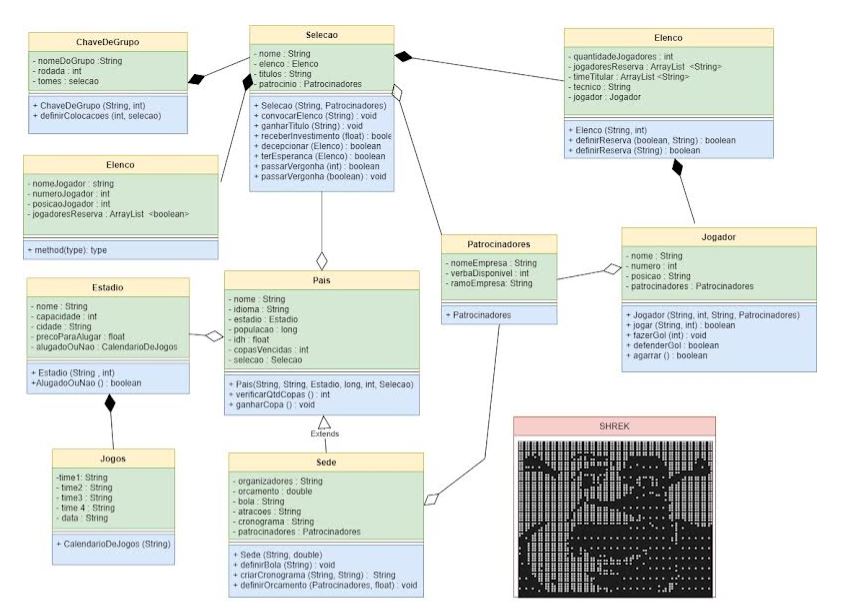 ChaveDeGrupo
- nomeDoGrupo :String
- rodada : int
- tomes : selecao
+ ChaveDeGrupo (String, int)
+ definirColocacoes (int, selecao)
Selecao
- nome : String
- elenco : Elenco
- titulos : String
- patrocinio : Patrocinadores
+ Selecao (String, Patrocinadores)
+ convocarElenco (String) : void
+ ganharTitulo (String) : void
+ receberInvestimento (float) : boole
+ decepcionar (Elenco) : boolean
+ terEsperanca (Elenco) : boolean
+ passarVergonha (int) : boolean
+ passarVergonha (boolean) : void
Elenco
- quantidadeJogadores : int
- jogadoresReserva : ArrayList <String>
- timeTitular : ArrayList <String>
- tecnico : String
- jogador : Jogador
+ Elenco (String, int)
+ definirReserva (boolean, String) : boolean
+ definirReserva (String) : boolean
Elenco
- nomeJogador : string
- numeroJogador : int
- posicaoJogador : int
- jogadoresReserva : ArrayList <boolean>
+ method(type): type
Patrocinadores
- nomeEmpresa : String
- verbaDisponivel : int
- ramoEmpresa: String
+ Patrocinadores
Jogador
- nome : String
- numero : int
- posicao : String
- patrocinadores : Patrocinadores
+ Jogador (String, int, String, Patrocinadores)
+ jogar (String, int) : boolean
+ fazerGol (int) : void
+ defenderGol : boolean
+ agarrar () : boolean
Estadio
- nome : String
- capacidade : int
- cidade : String
- precoParaAlugar : float
- alugadoOuNao : CalendarioDeJogos
+ Estadio (String , int)
+AlugadoOuNao () : boolean
Pais
- nome : String
- idioma : String
- estadio : Estadio
- populacao : long
- idh : float
- copasVencidas : int
- selecao : Selecao
+ Pais(String, String, Estadio, long, int, Selecao)
+ verificarQtdCopas () : int
+ ganharCopa () : void
Extends
Jogos
-time1: String
- time2 : String
- time3 : String
- time 4 : String
- data : String
+ CalendarioDeJogos (String)
Sede
- organizadores : String
- orcamento : double
- bola : String
- atracoes : String
- cronograma : String
- patrocinadores : Patrocinadores
+ Sede (String, double)
+ definirBola (String) : void
+ criarCronograma (String, String) : String
+ definirOrcamento (Patrocinadores, float) : void
SHREK